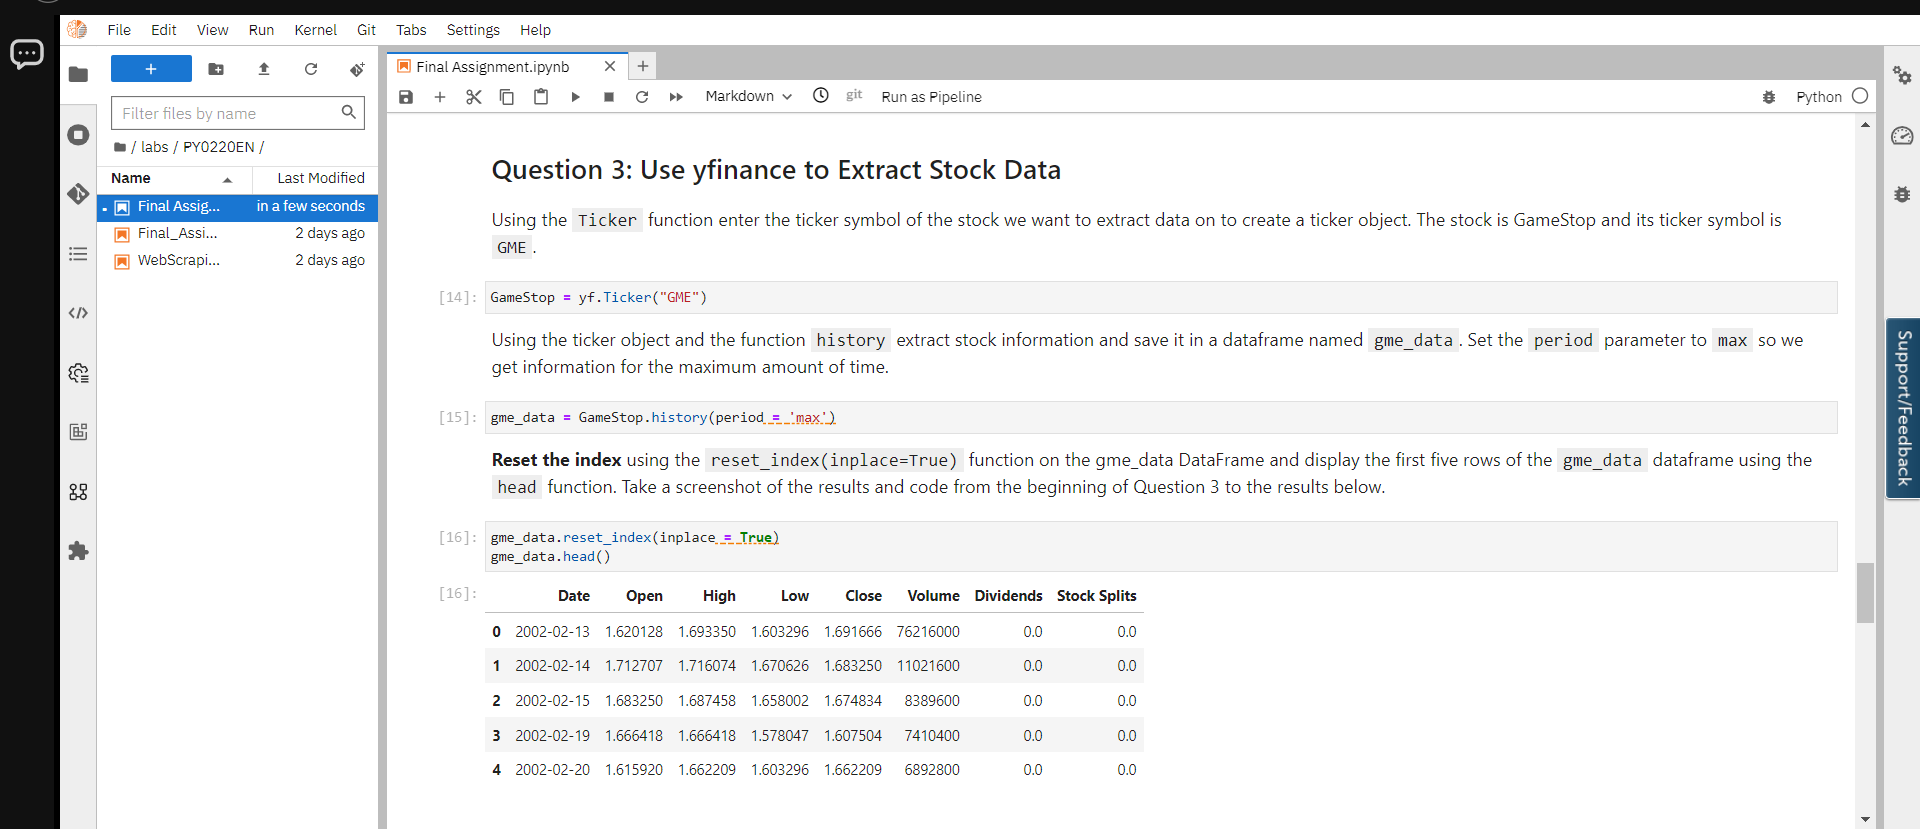 File Edit View Run Kernel Git Tabs Settings Help
+
Filter files by name
/ labs / PY0220EN /
Name Last Modified
Final Assig... in a few seconds
Final_Assi... 2 days ago
WebScrapi... 2 days ago
Final Assignment.ipynb
Markdown git Run as Pipeline Python
Question 3: Use yfinance to Extract Stock Data
Using the Ticker function enter the ticker symbol of the stock we want to extract data on to create a ticker object. The stock is GameStop and its ticker symbol is
GME .
[14]: GameStop = yf.Ticker("GME")
Using the ticker object and the function history extract stock information and save it in a dataframe named gme_data . Set the period parameter to max so we
get information for the maximum amount of time.
[15]: gme_data = GameStop.history(period = 'max')
Reset the index using the reset_index(inplace=True) function on the gme_data DataFrame and display the first five rows of the gme_data dataframe using the
head function. Take a screenshot of the results and code from the beginning of Question 3 to the results below.
[16]: gme_data.reset_index(inplace = True)
gme_data.head()
[16]: Date Open High Low Close Volume Dividends Stock Splits
0 2002-02-13 1.620128 1.693350 1.603296 1.691666 76216000 0.0 0.0
1 2002-02-14 1.712707 1.716074 1.670626 1.683250 11021600 0.0 0.0
2 2002-02-15 1.683250 1.687458 1.658002 1.674834 8389600 0.0 0.0
3 2002-02-19 1.666418 1.666418 1.578047 1.607504 7410400 0.0 0.0
4 2002-02-20 1.615920 1.662209 1.603296 1.662209 6892800 0.0 0.0
Support/Feedback